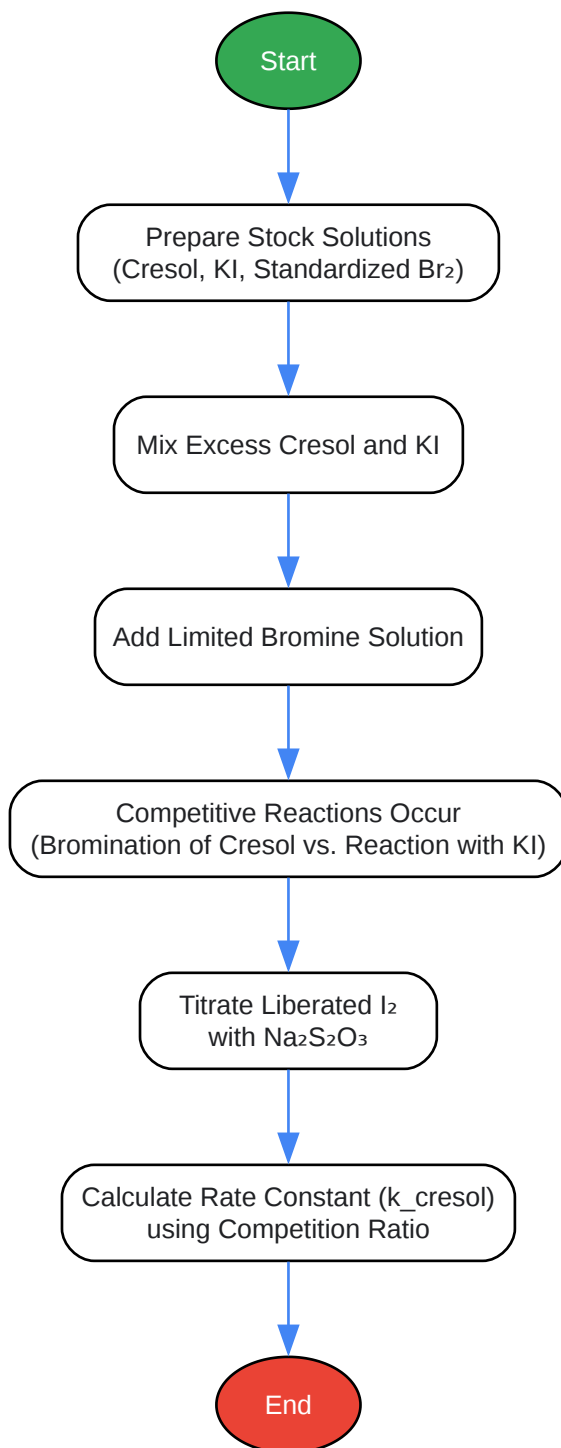 Start
Prepare Stock Solutions
(Cresol, KI, Standardized Br₂)
Mix Excess Cresol and KI
Add Limited Bromine Solution
Competitive Reactions Occur
(Bromination of Cresol vs. Reaction with KI)
Titrate Liberated I₂
with Na₂S₂O₃
Calculate Rate Constant (k_cresol)
using Competition Ratio
End